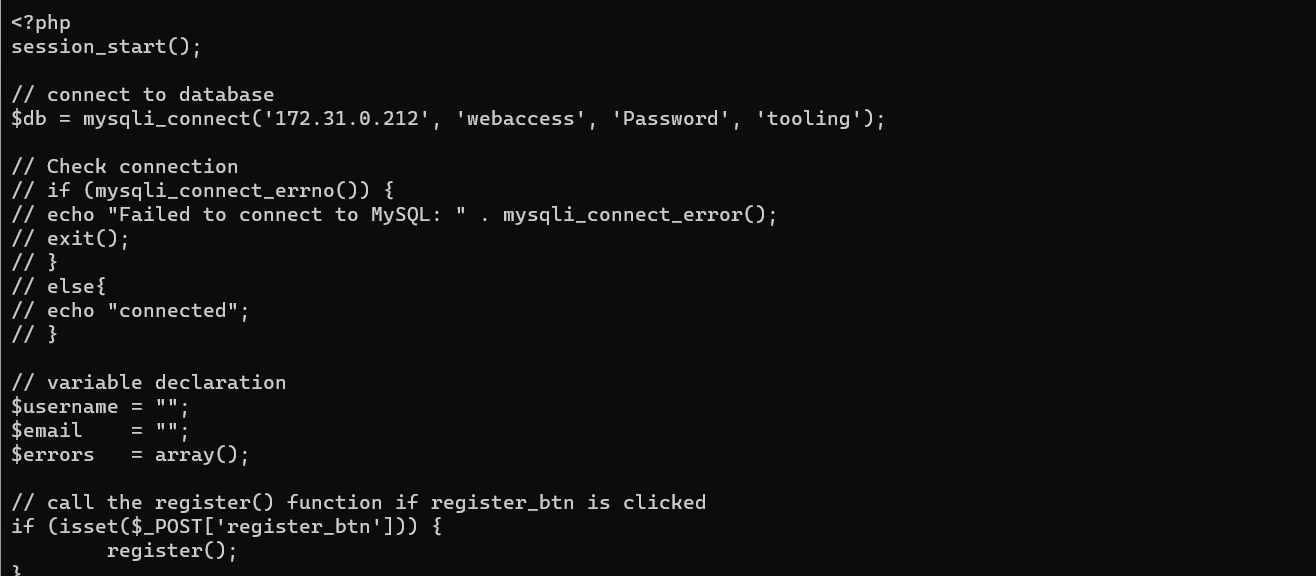 <?php
session_start();
// connect to database
$db = mysqli_connect('172.31.0.212', 'webaccess', 'Password', 'tooling');
// Check connection
// if (mysqli_connect_errno()) {
// echo "Failed to connect to MySQL: " . mysqli_connect_error();
// exit();
// }
// else{
// echo "connected";
// }
// variable declaration
$username = "";
$email    = "";
$errors   = array();
// call the register() function if register_btn is clicked
if (isset($_POST['register_btn'])) {
        register();
}